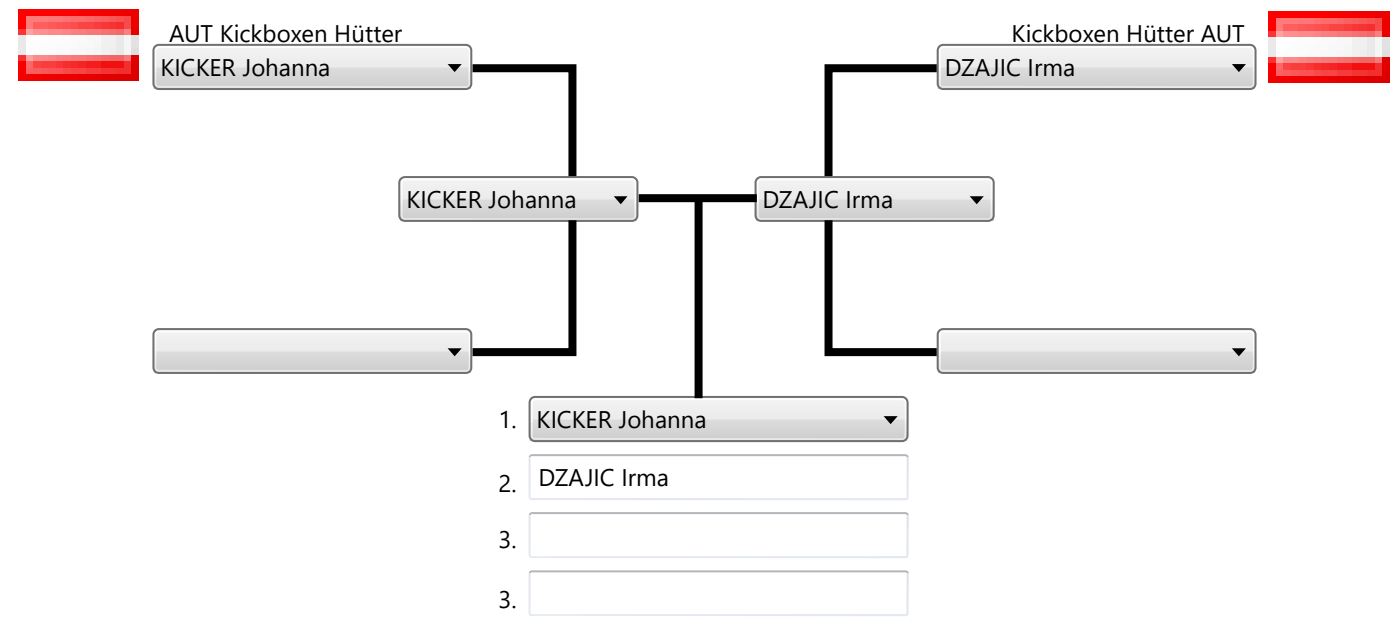 AUT Kickboxen Hütter
Kickboxen Hütter AUT
KICKER Johanna
DZAJIC Irma
KICKER Johanna
DZAJIC Irma
1. KICKER Johanna
2. DZAJIC Irma
3.
3.